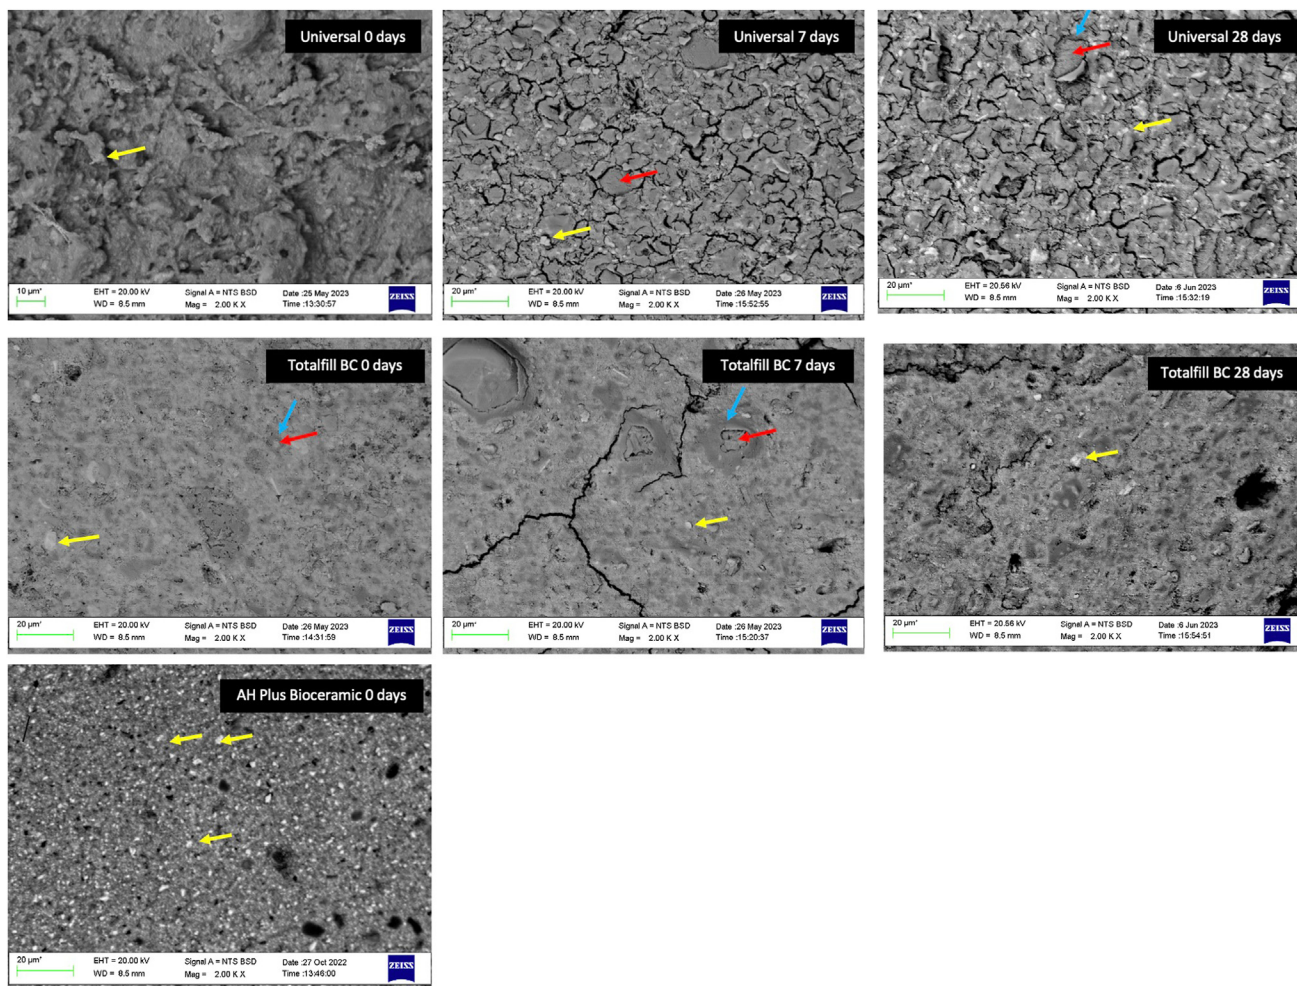 Universal 0 days
10 µm*
EHT = 20.00 kV
WD = 8.5 mm
Signal A = NTS BSD
Mag = 2.00 K X
Date :25 May 2023
Time :13:30:57
ZEISS
Universal 7 days
20 µm*
EHT = 20.00 kV
WD = 8.5 mm
Signal A = NTS BSD
Mag = 2.00 K X
Date :26 May 2023
Time :15:52:55
ZEISS
Universal 28 days
20 µm*
EHT = 20.56 kV
WD = 8.5 mm
Signal A = NTS BSD
Mag = 2.00 K X
Date :6 Jun 2023
Time :15:32:19
ZEISS
Totalfill BC 0 days
20 µm*
EHT = 20.00 kV
WD = 8.5 mm
Signal A = NTS BSD
Mag = 2.00 K X
Date :26 May 2023
Time :14:31:59
ZEISS
Totalfill BC 7 days
20 µm*
EHT = 20.00 kV
WD = 8.5 mm
Signal A = NTS BSD
Mag = 2.00 K X
Date :26 May 2023
Time :15:20:37
ZEISS
Totalfill BC 28 days
20 µm*
EHT = 20.56 kV
WD = 8.5 mm
Signal A = NTS BSD
Mag = 2.00 K X
Date :6 Jun 2023
Time :15:54:51
ZEISS
AH Plus Bioceramic 0 days
20 µm*
EHT = 20.00 kV
WD = 8.5 mm
Signal A = NTS BSD
Mag = 2.00 K X
Date :27 Oct 2022
Time :13:46:00
ZEISS